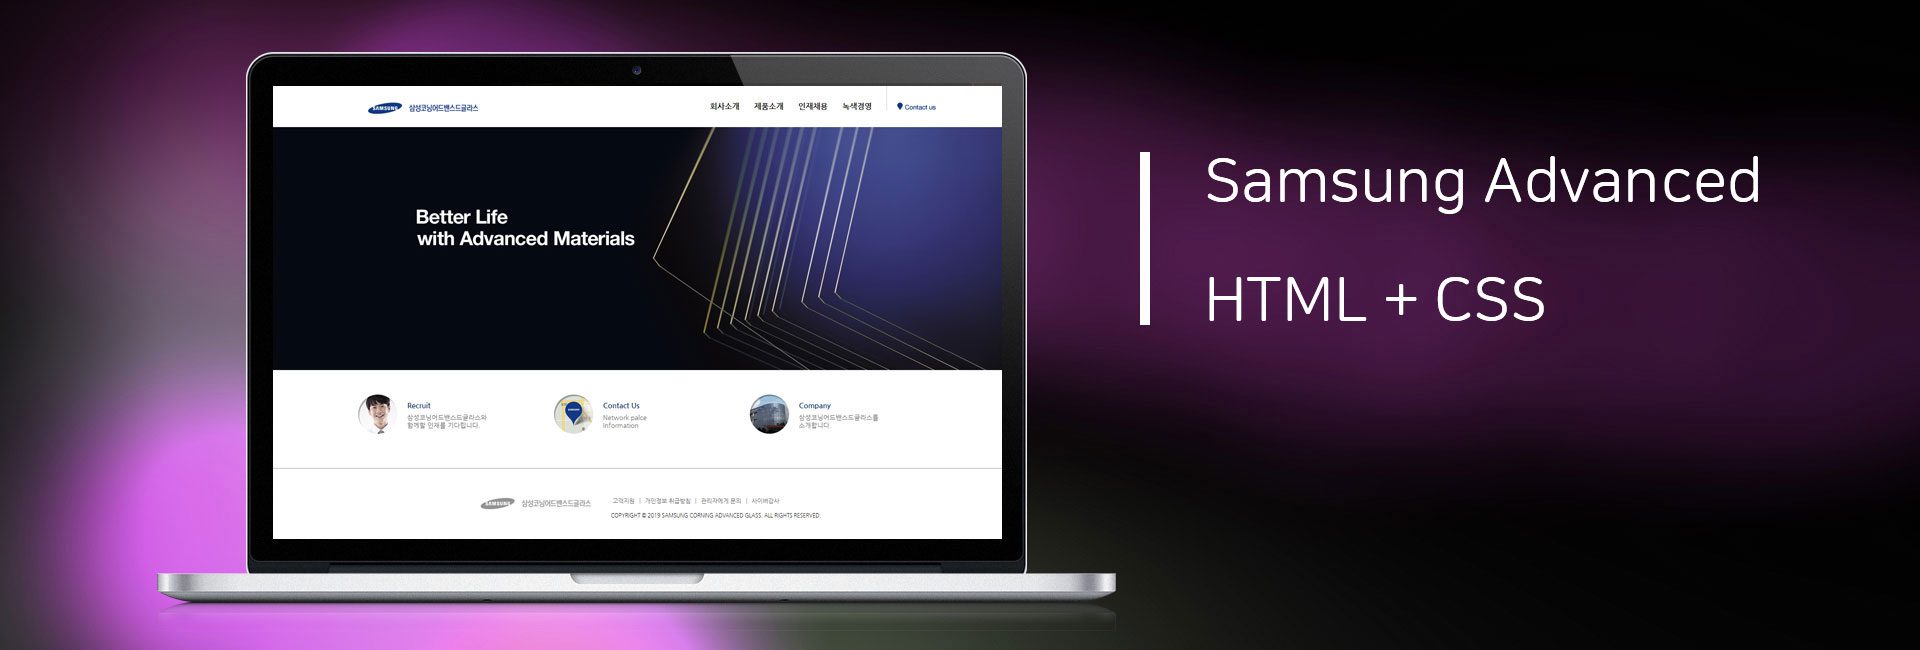 SAMSUNG 삼성코닝어드밴스드글라스
회사소개 제품소개 인재채용 녹색경영 Contact us
Better Life
with Advanced Materials
Recruit
삼성코닝어드밴스드글라스와
함께할 인재를 기다립니다.
Contact Us
Network palce
Information
Company
삼성코닝어드밴스드글라스를
소개합니다.
SAMSUNG 삼성코닝어드밴스드글라스
고객지원 | 개인정보 취급방침 | 관리자에게 문의 | 사이버감사
COPYRIGHT © 2019 SAMSUNG CORNING ADVANCED GLASS. ALL RIGHTS RESERVED.
Samsung Advanced
HTML + CSS